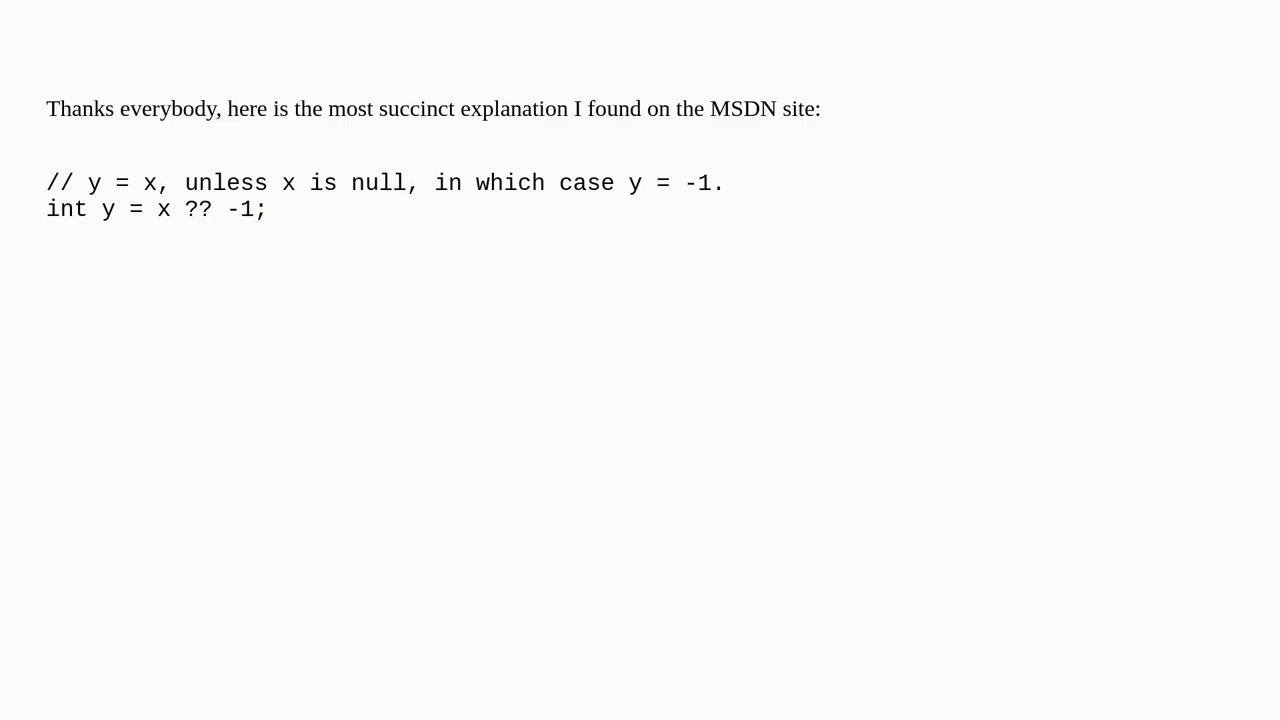 Thanks everybody, here is the most succinct explanation I found on the MSDN site:
// y = x, unless x is null, in which case y = -1.
int y = x ?? -1;